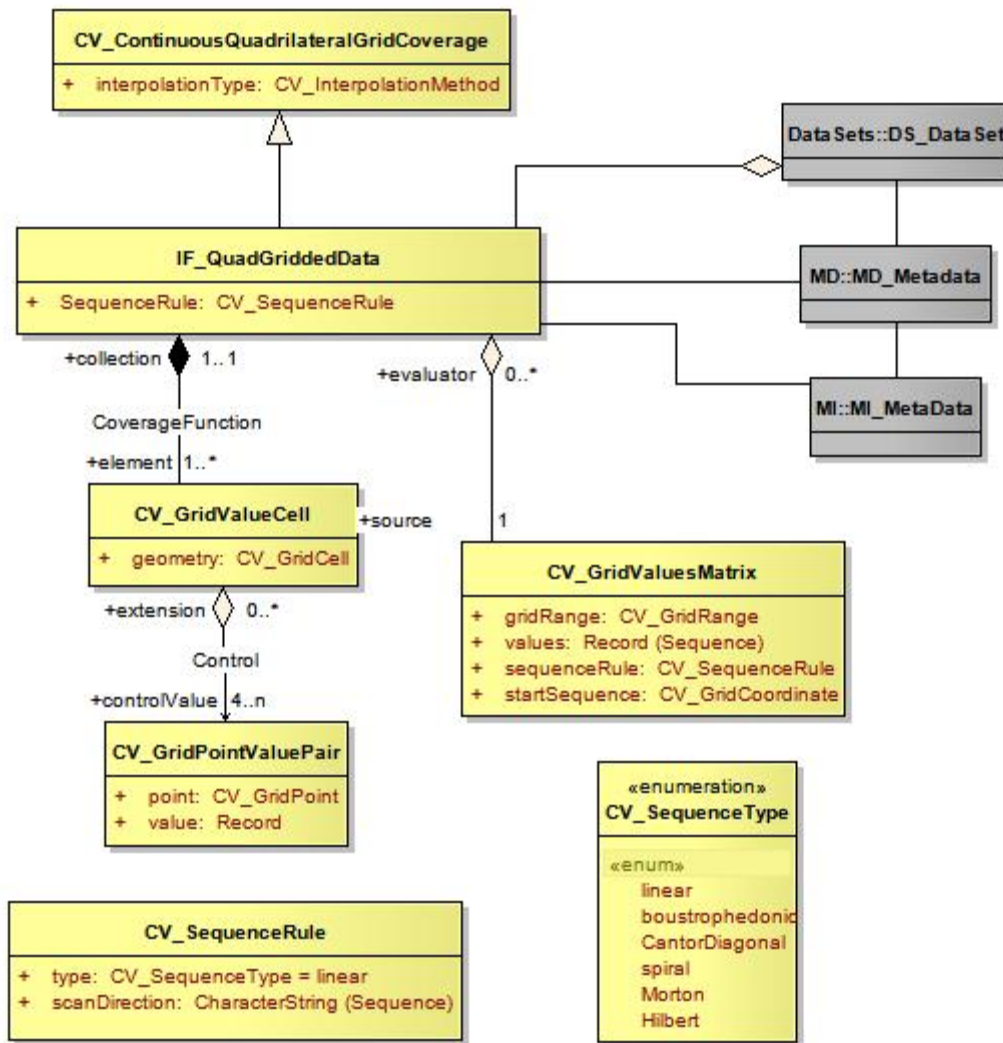 CV_ContinuousQuadrilateralGridCoverage
+ interpolationType: CV_InterpolationMethod
DataSets::DS_DataSet
IF_QuadGriddedData
+ SequenceRule: CV_SequenceRule
MD::MD_Metadata
MI::MI_MetaData
+collection 1..1
+evaluator 0..*
CoverageFunction
+element 1..*
CV_GridValueCell
+ geometry: CV_GridCell
+source 1
CV_GridValuesMatrix
+ gridRange: CV_GridRange
+ values: Record (Sequence)
+ sequenceRule: CV_SequenceRule
+ startSequence: CV_GridCoordinate
+extension 0..*
Control
+controlValue 4..n
CV_GridPointValuePair
+ point: CV_GridPoint
+ value: Record
«enumeration»
CV_SequenceType
«enum»
linear
boustrophedonic
CantorDiagonal
spiral
Morton
Hilbert
CV_SequenceRule
+ type: CV_SequenceType = linear
+ scanDirection: CharacterString (Sequence)